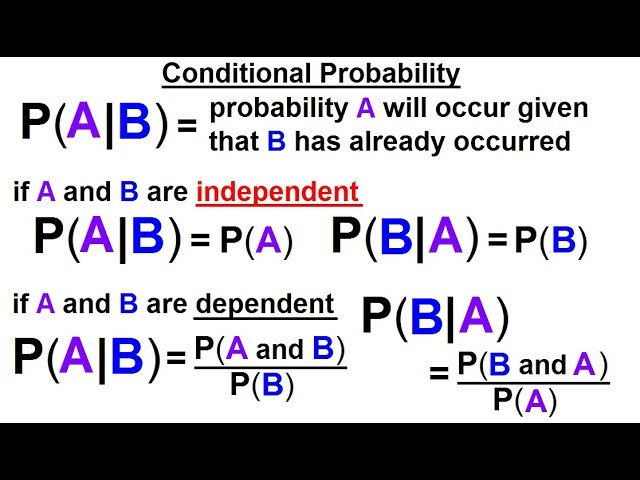 Conditional Probability
P(A|B) = probability A will occur given
that B has already occurred
if A and B are independent
P(A|B) = P(A) P(B|A) = P(B)
if A and B are dependent
P(A|B) = P(A and B)
P(B)
P(B|A)
= P(B and A)
P(A)